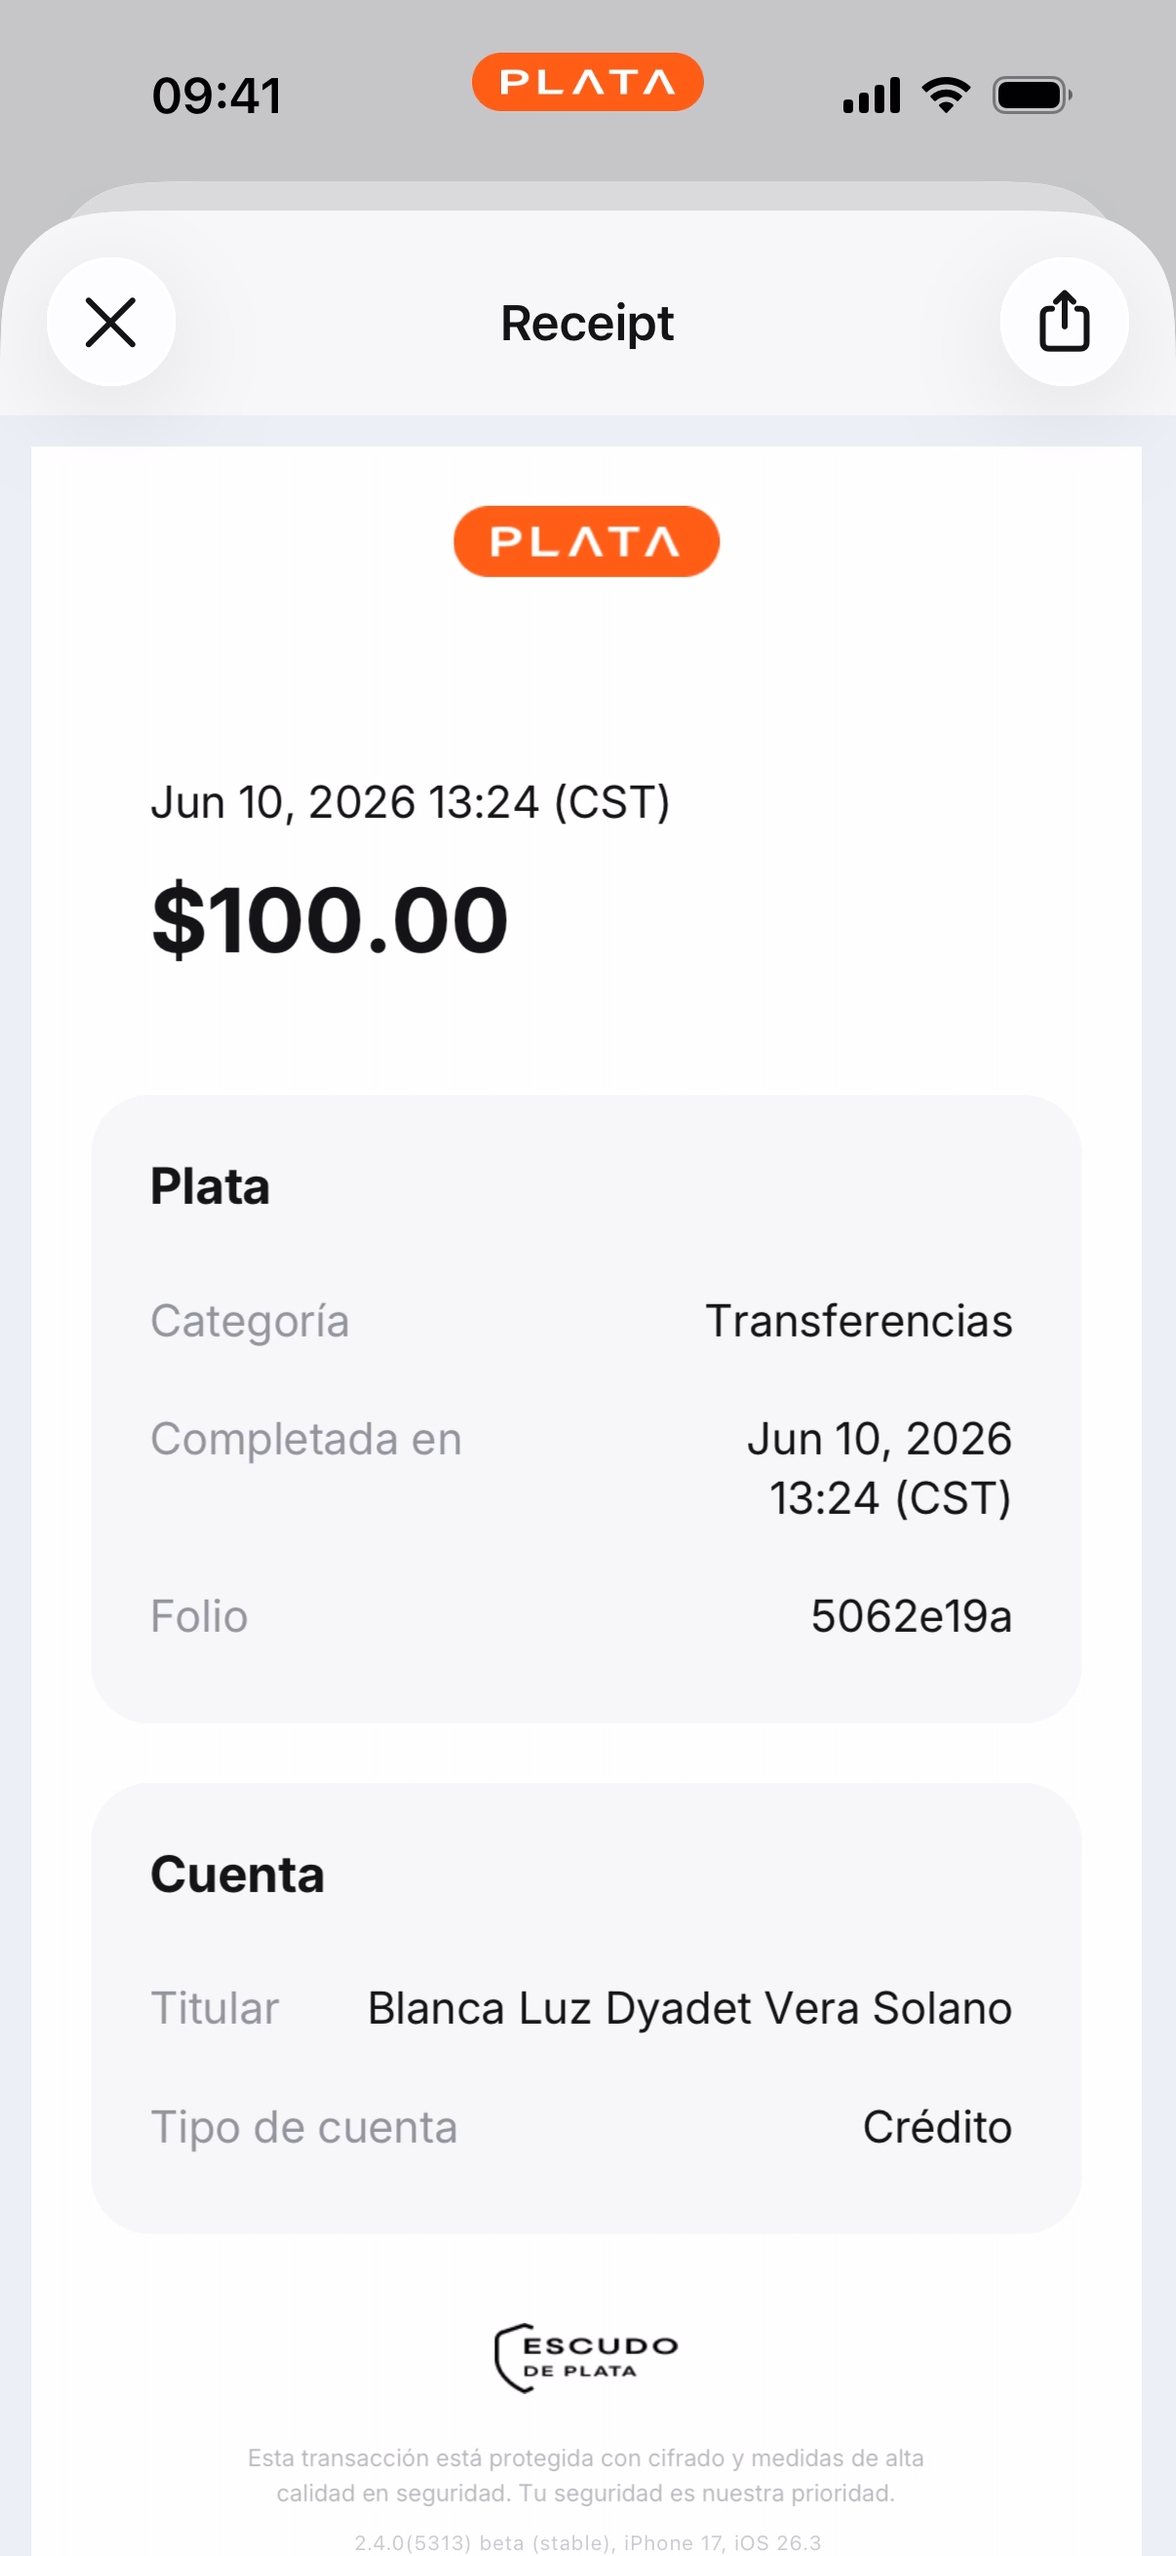 09:41
PLATA
Receipt
PLATA
Jun 10, 2026 13:24 (CST)
$100.00
Plata
Categoría Transferencias
Completada en Jun 10, 2026
13:24 (CST)
Folio 5062e19a
Cuenta
Titular Blanca Luz Dyadet Vera Solano
Tipo de cuenta Crédito
ESCUDO
DE PLATA
Esta transacción está protegida con cifrado y medidas de alta
calidad en seguridad. Tu seguridad es nuestra prioridad.
2.4.0(5313) beta (stable), iPhone 17, iOS 26.3